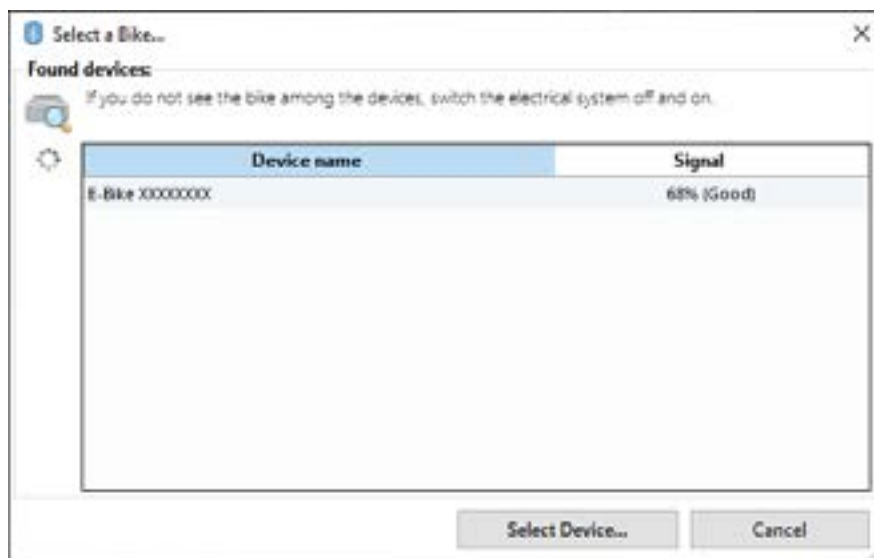 Select a Bike...
Found devices:
If you do not see the bike among the devices, switch the electrical system off and on.
Device name Signal
E-Bike XXXXXXXX 68% (Good)
Select Device... Cancel